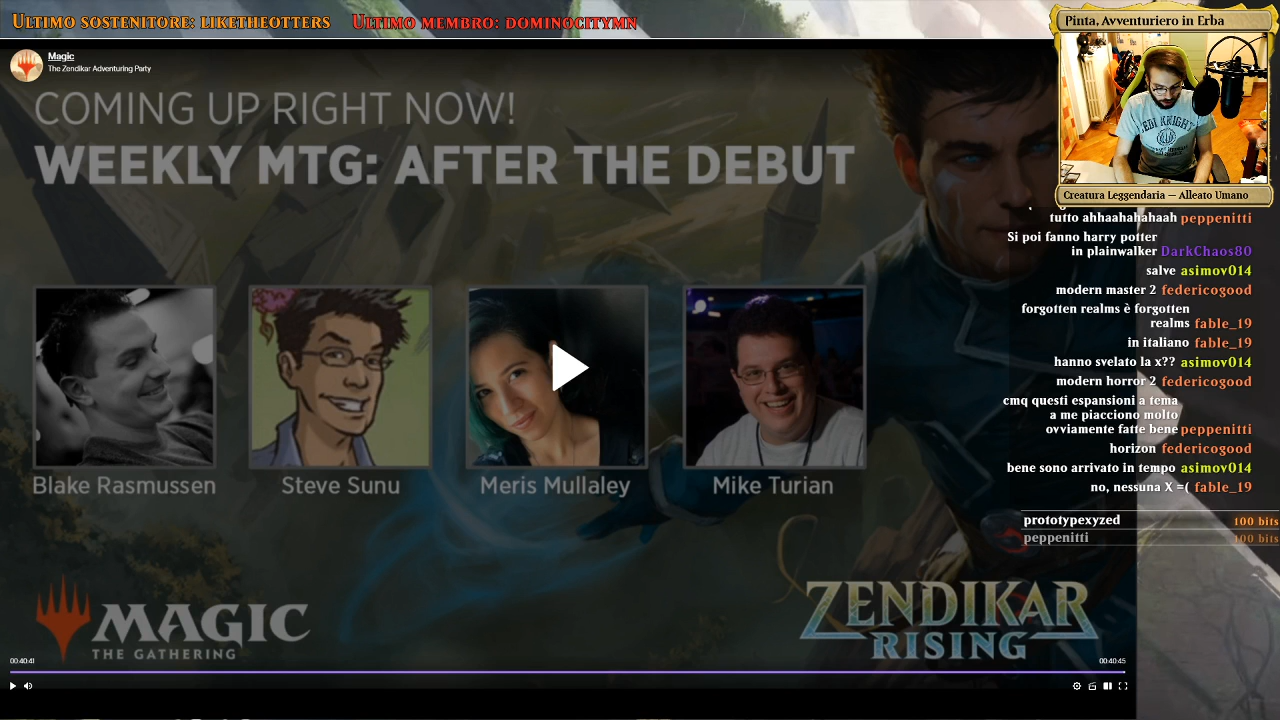 Ultimo sostenitore: liketheotters
Ultimo membro: dominocitymn
Magic
The Zendikar Adventuring Party
COMING UP RIGHT NOW!
WEEKLY MTG: AFTER THE DEBUT
Blake Rasmussen
Steve Sunu
Meris Mullaley
Mike Turian
MAGIC
THE GATHERING
ZENDIKAR
RISING
00:40:41
00:40:45
Pinta, Avventuriero in Erba
JEDI KNIGHT
Creatura Leggendaria — Alleato Umano
tutto ahhaahahahaah peppenitti
Si poi fanno harry potter
in plainwalker DarkChaos80
salve asimov014
modern master 2 federicogood
forgotten realms è forgotten
realms fable_19
in italiano fable_19
hanno svelato la x?? asimov014
modern horror 2 federicogood
cmq questi espansioni a tema
a me piacciono molto
ovviamente fatte bene peppenitti
horizon federicogood
bene sono arrivato in tempo asimov014
no, nessuna X =( fable_19
prototypexyzed 100 bits
peppenitti 100 bits